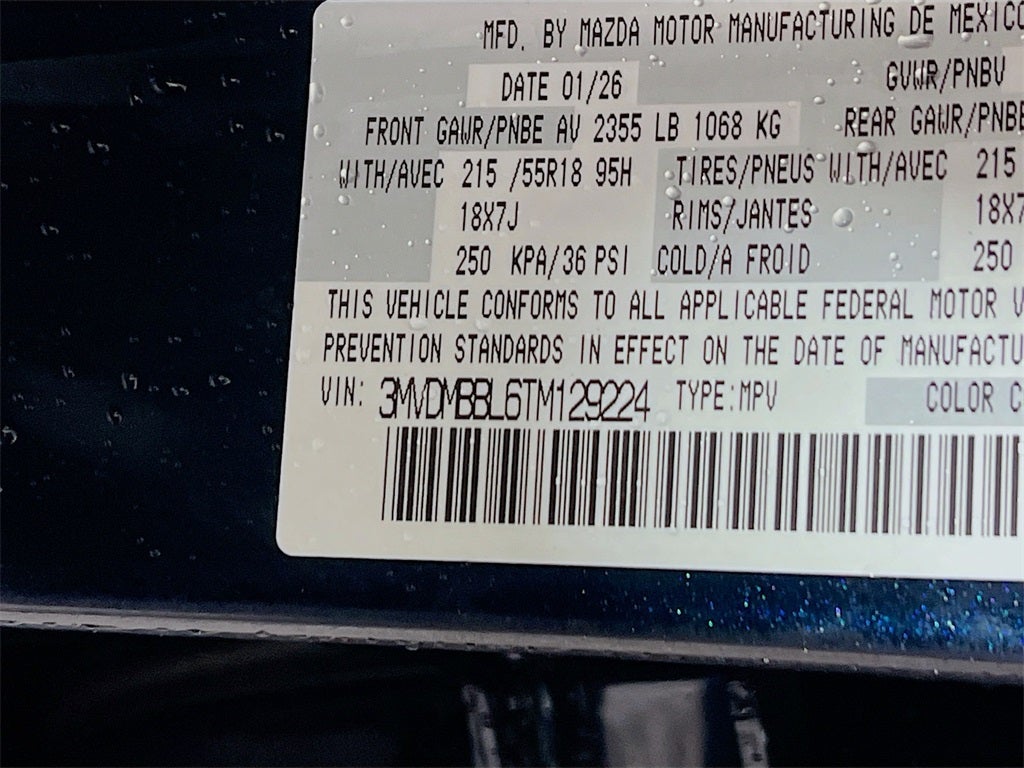 MFD. BY MAZDA MOTOR MANUFACTURING DE MEXICO
DATE 01/26 GVWR/PNBV
FRONT GAWR/PNBE AV 2355 LB 1068 KG REAR GAWR/PNBE
WITH/AVEC 215 /55R18 95H TIRES/PNEUS WITH/AVEC 215
18X7J RIMS/JANTES 18X7
250 KPA/36 PSI COLD/A FROID 250
THIS VEHICLE CONFORMS TO ALL APPLICABLE FEDERAL MOTOR V
PREVENTION STANDARDS IN EFFECT ON THE DATE OF MANUFACTU
VIN: 3MVDMBBL6TM129224 TYPE:MPV COLOR C